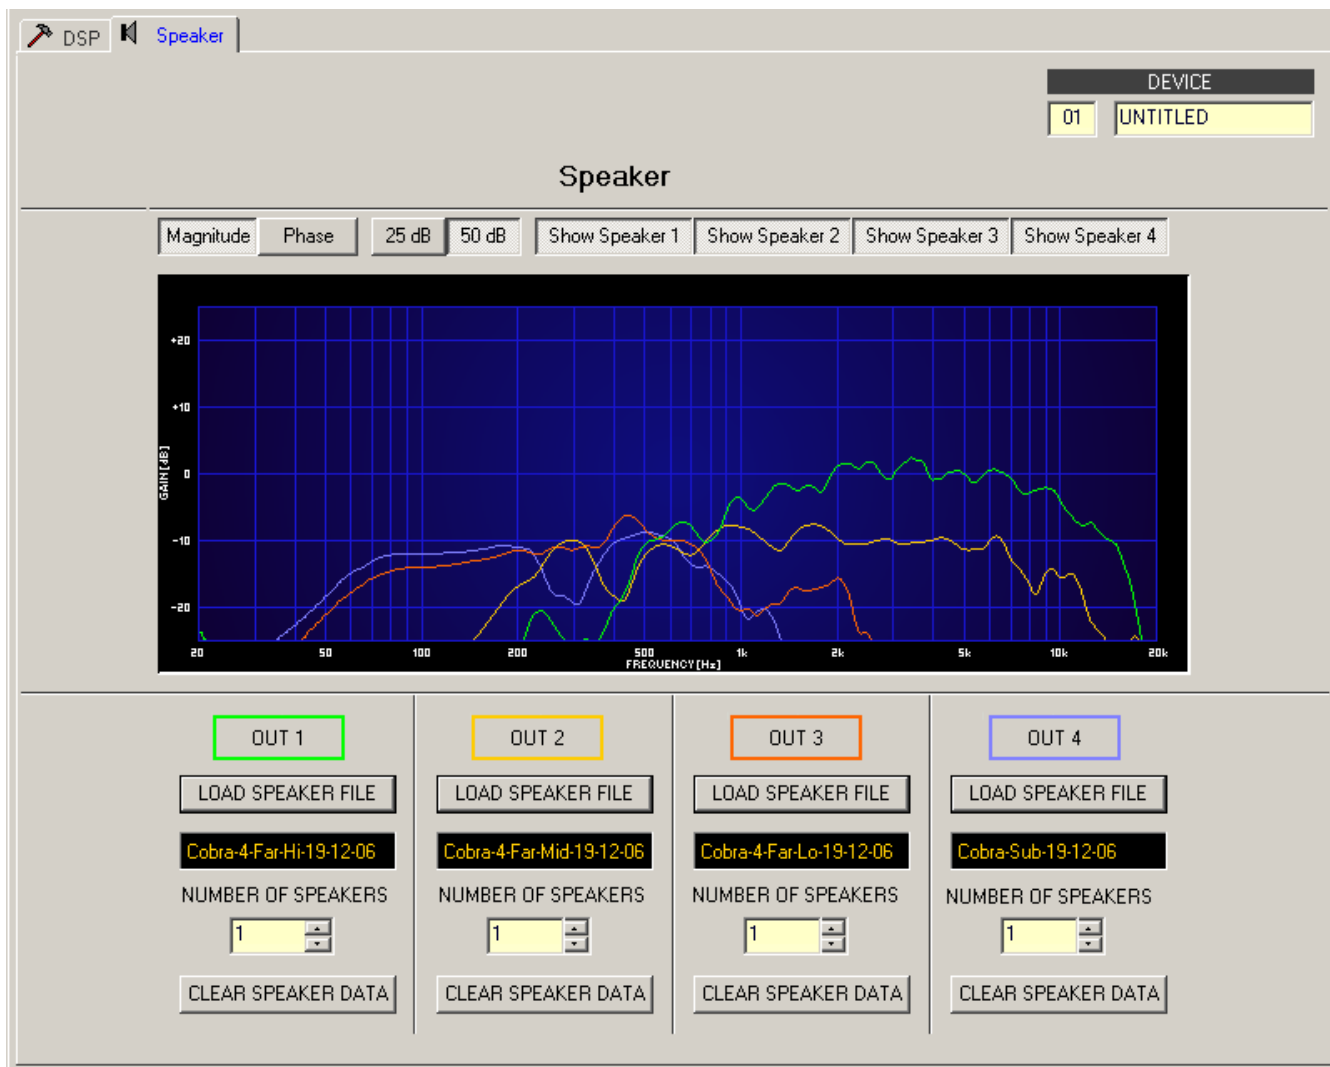 DSP Speaker
DEVICE
01 UNTITLED
Speaker
Magnitude Phase 25 dB 50 dB Show Speaker 1 Show Speaker 2 Show Speaker 3 Show Speaker 4
+20
+10
0
-10
-20
GAIN[dB]
20 50 100 200 500 1k 2k 5k 10k 20k
FREQUENCY[Hz]
OUT 1 OUT 2 OUT 3 OUT 4
LOAD SPEAKER FILE LOAD SPEAKER FILE LOAD SPEAKER FILE LOAD SPEAKER FILE
Cobra-4-Far-Hi-19-12-06 Cobra-4-Far-Mid-19-12-06 Cobra-4-Far-Lo-19-12-06 Cobra-Sub-19-12-06
NUMBER OF SPEAKERS NUMBER OF SPEAKERS NUMBER OF SPEAKERS NUMBER OF SPEAKERS
1 1 1 1
CLEAR SPEAKER DATA CLEAR SPEAKER DATA CLEAR SPEAKER DATA CLEAR SPEAKER DATA